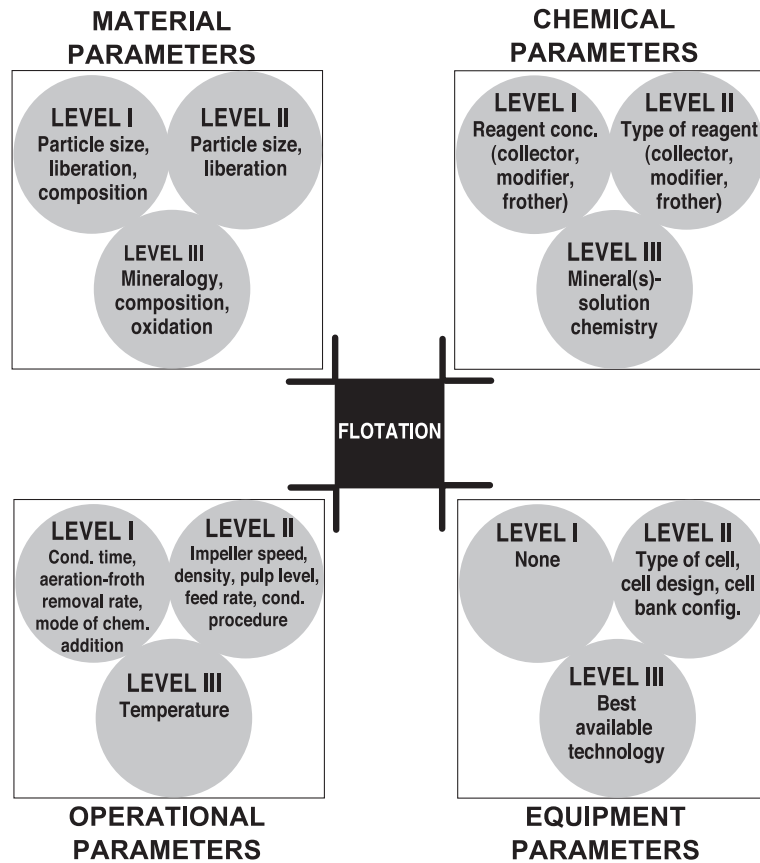 MATERIAL
PARAMETERS
LEVEL I
Particle size,
liberation,
composition
LEVEL II
Particle size,
liberation
LEVEL III
Mineralogy,
composition,
oxidation
CHEMICAL
PARAMETERS
LEVEL I
Reagent conc.
(collector,
modifier,
frother)
LEVEL II
Type of reagent
(collector,
modifier,
frother)
LEVEL III
Mineral(s)-
solution
chemistry
FLOTATION
LEVEL I
Cond. time,
aeration-froth
removal rate,
mode of chem.
addition
LEVEL II
Impeller speed,
density, pulp level,
feed rate, cond.
procedure
LEVEL III
Temperature
OPERATIONAL
PARAMETERS
LEVEL I
None
LEVEL II
Type of cell,
cell design, cell
bank config.
LEVEL III
Best
available
technology
EQUIPMENT
PARAMETERS